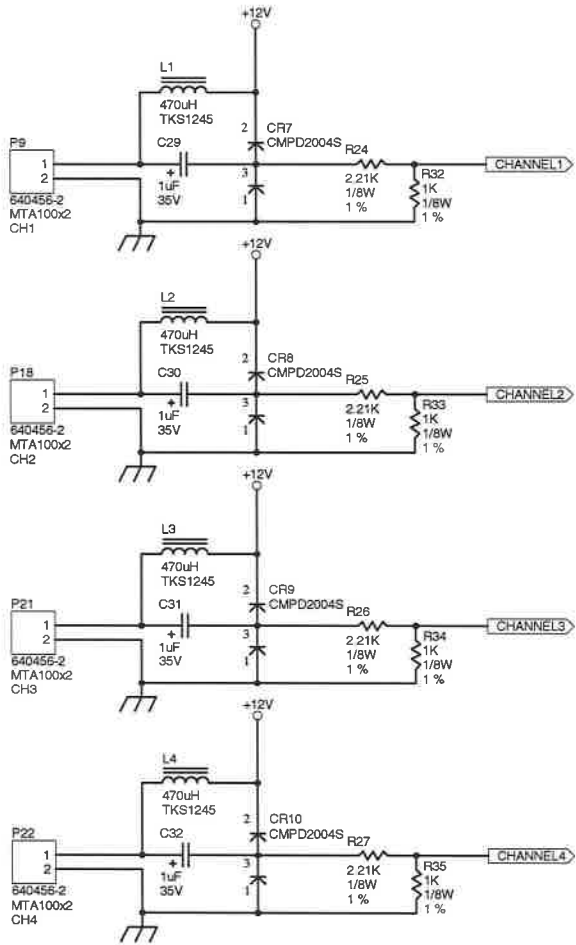 +12V
L1
470uH
TKS1245
2
CR7
CMPD2004S
P9
C29
R24
1
2
+
1uF
35V
3
1
2.21K
1/8W
1 %
R32
1K
1/8W
1 %
CHANNEL1
640456-2
MTA100x2
CH1
+12V
L2
470uH
TKS1245
2
CR8
CMPD2004S
P18
C30
R25
1
2
+
1uF
35V
3
1
2.21K
1/8W
1 %
R33
1K
1/8W
1 %
CHANNEL2
640456-2
MTA100x2
CH2
+12V
L3
470uH
TKS1245
2
CR9
CMPD2004S
P21
C31
R26
1
2
+
1uF
35V
3
1
2.21K
1/8W
1 %
R34
1K
1/8W
1 %
CHANNEL3
640456-2
MTA100x2
CH3
+12V
L4
470uH
TKS1245
2
CR10
CMPD2004S
P22
C32
R27
1
2
+
1uF
35V
3
1
2.21K
1/8W
1 %
R35
1K
1/8W
1 %
CHANNEL4
640456-2
MTA100x2
CH4